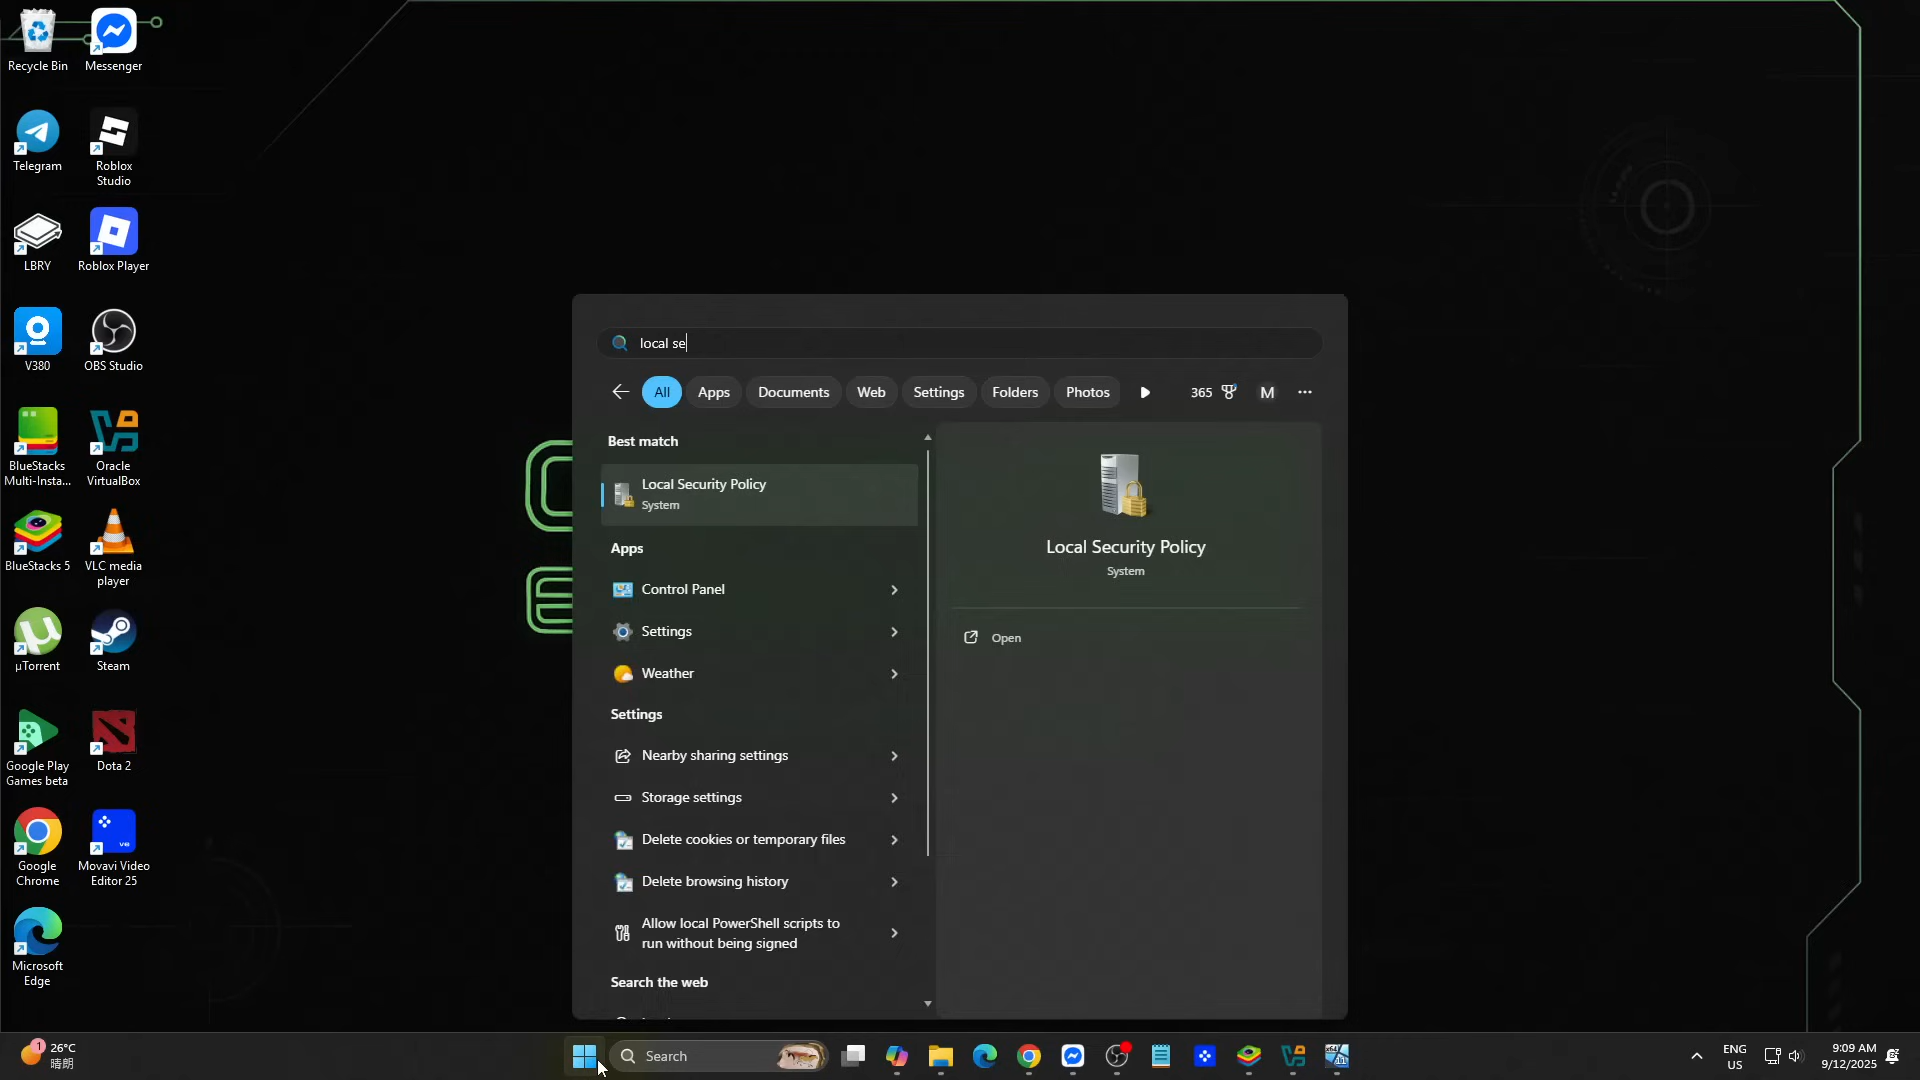 Recycle Bin
Messenger
Telegram
Roblox
Studio
LBRY
Roblox Player
V380
OBS Studio
BlueStacks
Multi-Insta...
Oracle
VirtualBox
BlueStacks 5
VLC media
player
µTorrent
Steam
Google Play
Games beta
Dota 2
Google
Chrome
Movavi Video
Editor 25
Microsoft
Edge
local se
All
Apps
Documents
Web
Settings
Folders
Photos
365
M
Best match
Local Security Policy
System
Apps
Control Panel
Settings
Weather
Settings
Nearby sharing settings
Storage settings
Delete cookies or temporary files
Delete browsing history
Allow local PowerShell scripts to
run without being signed
Search the web
Local Security Policy
System
Open
1
26°C
晴朗
Search
ENG
US
9:09 AM
9/12/2025